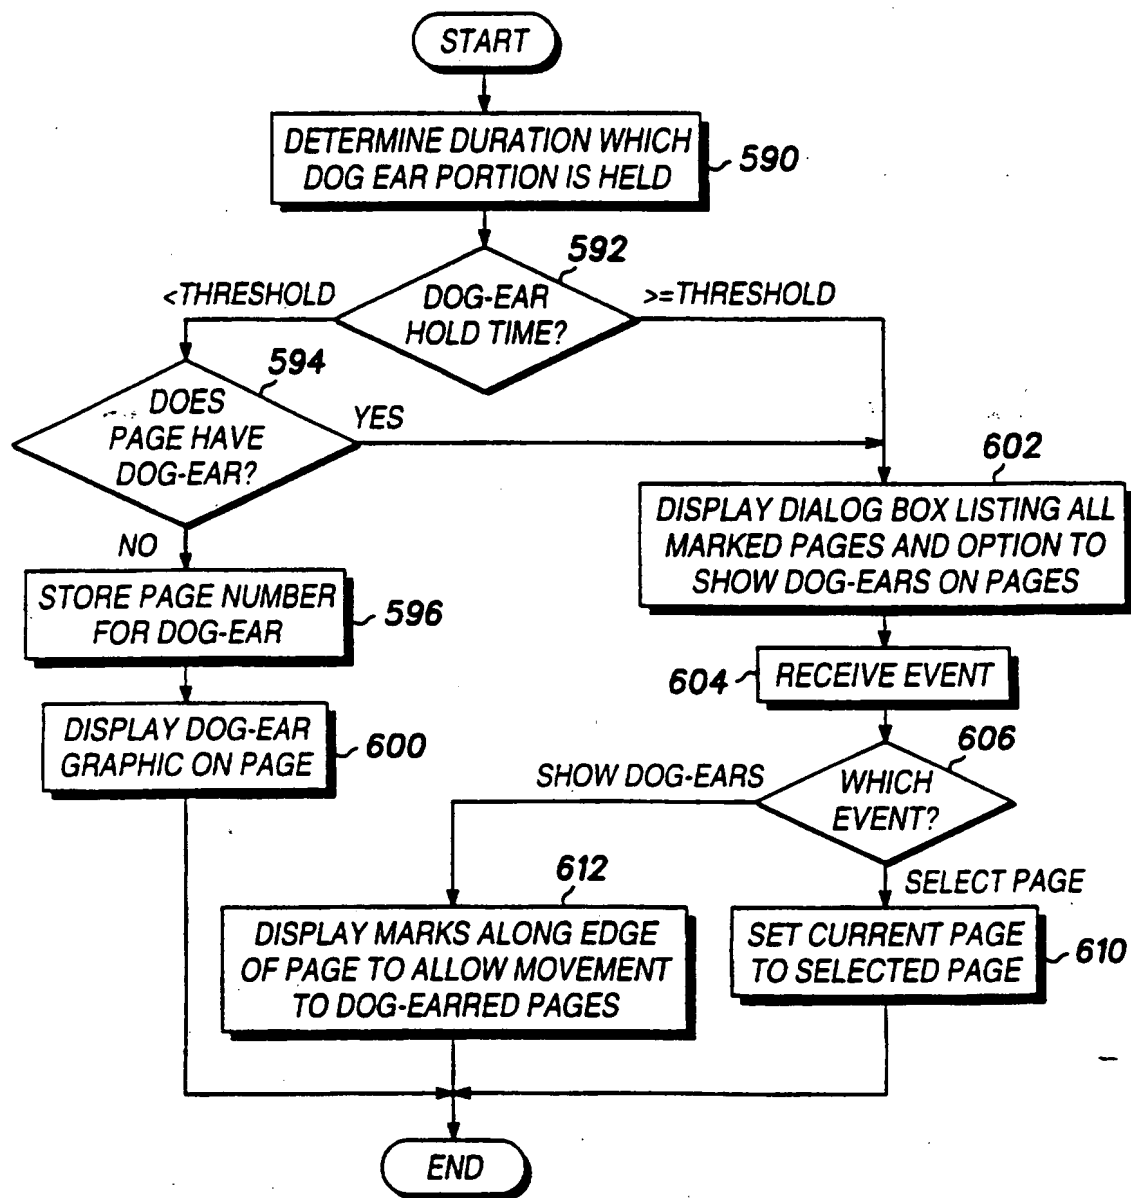 START
DETERMINE DURATION WHICH
DOG EAR PORTION IS HELD
590
592
<THRESHOLD
DOG-EAR
HOLD TIME?
>=THRESHOLD
594
DOES
PAGE HAVE
DOG-EAR?
YES
NO
602
DISPLAY DIALOG BOX LISTING ALL
MARKED PAGES AND OPTION TO
SHOW DOG-EARS ON PAGES
STORE PAGE NUMBER
FOR DOG-EAR
596
604
RECEIVE EVENT
DISPLAY DOG-EAR
GRAPHIC ON PAGE
600
606
SHOW DOG-EARS
WHICH
EVENT?
612
SELECT PAGE
DISPLAY MARKS ALONG EDGE
OF PAGE TO ALLOW MOVEMENT
TO DOG-EARRED PAGES
SET CURRENT PAGE
TO SELECTED PAGE
610
END